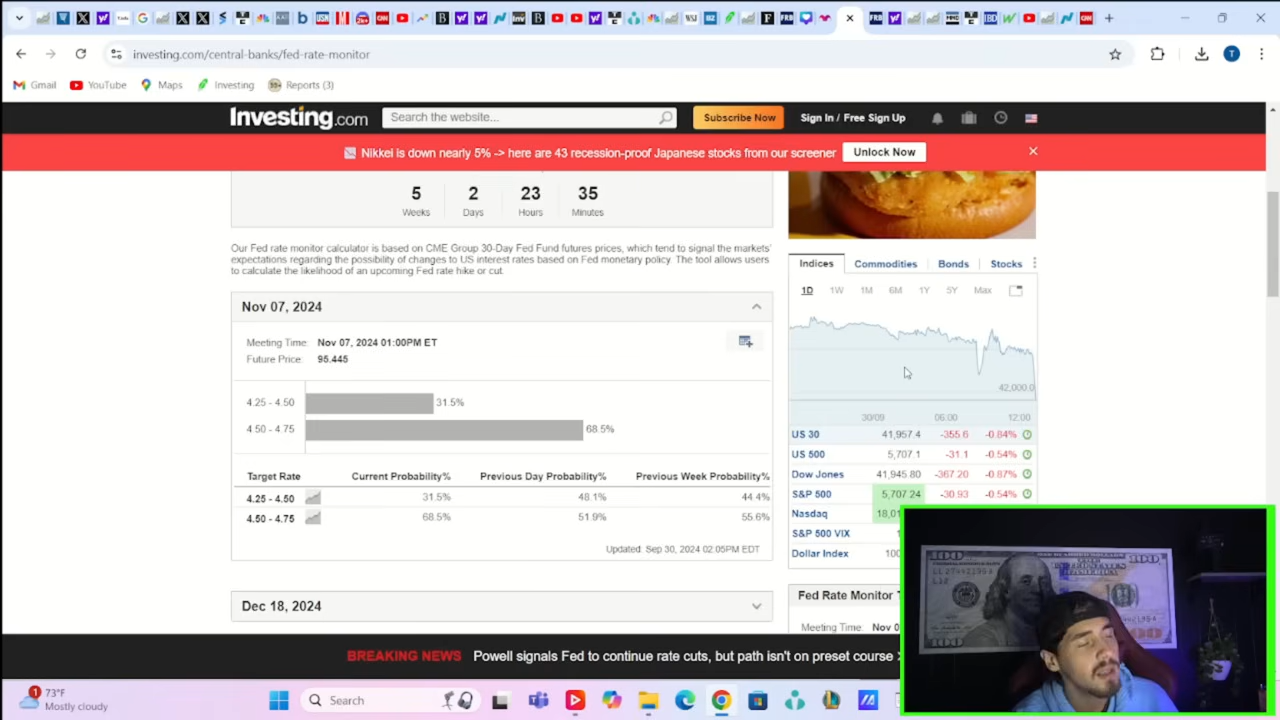 investing.com/central-banks/fed-rate-monitor
Gmail YouTube Maps Investing Reports (3)
Investing.com Search the website... Subscribe Now Sign In / Free Sign Up
Nikkei is down nearly 5% -> here are 43 recession-proof Japanese stocks from our screener Unlock Now
5 2 23 35
Weeks Days Hours Minutes
Our Fed rate monitor calculator is based on CME Group 30-Day Fed Fund futures prices, which tend to signal the markets'
expectations regarding the possibility of changes to US interest rates based on Fed monetary policy. The tool allows users
to calculate the likelihood of an upcoming Fed rate hike or cut.
Nov 07, 2024
Meeting Time: Nov 07, 2024 01:00PM ET
Future Price: 95.445
4.25 - 4.50 31.5%
4.50 - 4.75 68.5%
Target Rate Current Probability% Previous Day Probability% Previous Week Probability%
4.25 - 4.50 31.5% 48.1% 44.4%
4.50 - 4.75 68.5% 51.9% 55.6%
Updated: Sep 30, 2024 02:05PM EDT
Dec 18, 2024
Indices Commodities Bonds Stocks
1D 1W 1M 6M 1Y 5Y Max
42,000.0
30/09 06:00 12:00
US 30 41,957.4 -355.6 -0.84%
US 500 5,707.1 -31.1 -0.54%
Dow Jones 41,945.80 -367.20 -0.87%
S&P 500 5,707.24 -30.93 -0.54%
Nasdaq
S&P 500 VIX
Dollar Index
Fed Rate Monitor
Meeting Time:
BREAKING NEWS Powell signals Fed to continue rate cuts, but path isn't on preset course
1
73°F
Mostly cloudy
Search
100 100